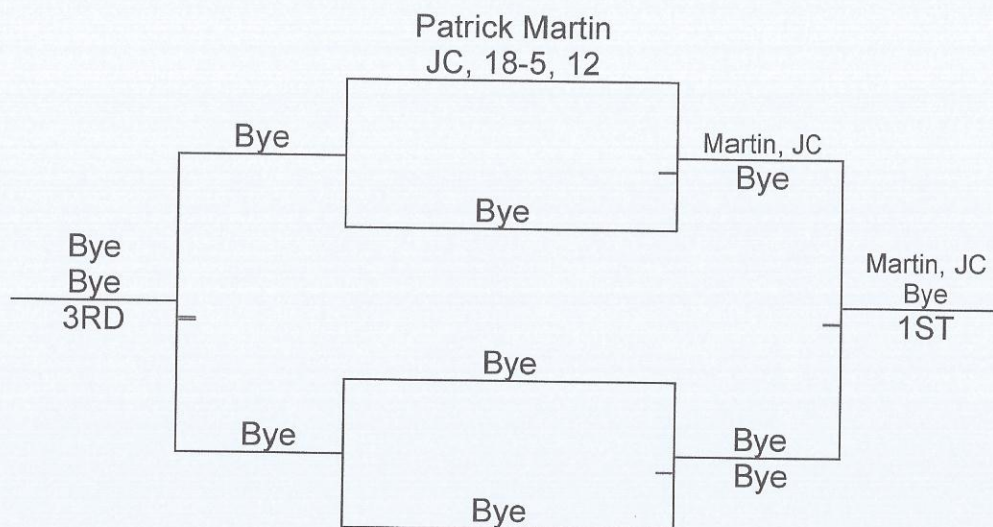 Patrick Martin
JC, 18-5, 12
Bye
Martin, JC
Bye
Bye
Bye
Bye
3RD
Martin, JC
Bye
1ST
Bye
Bye
Bye
Bye
Bye